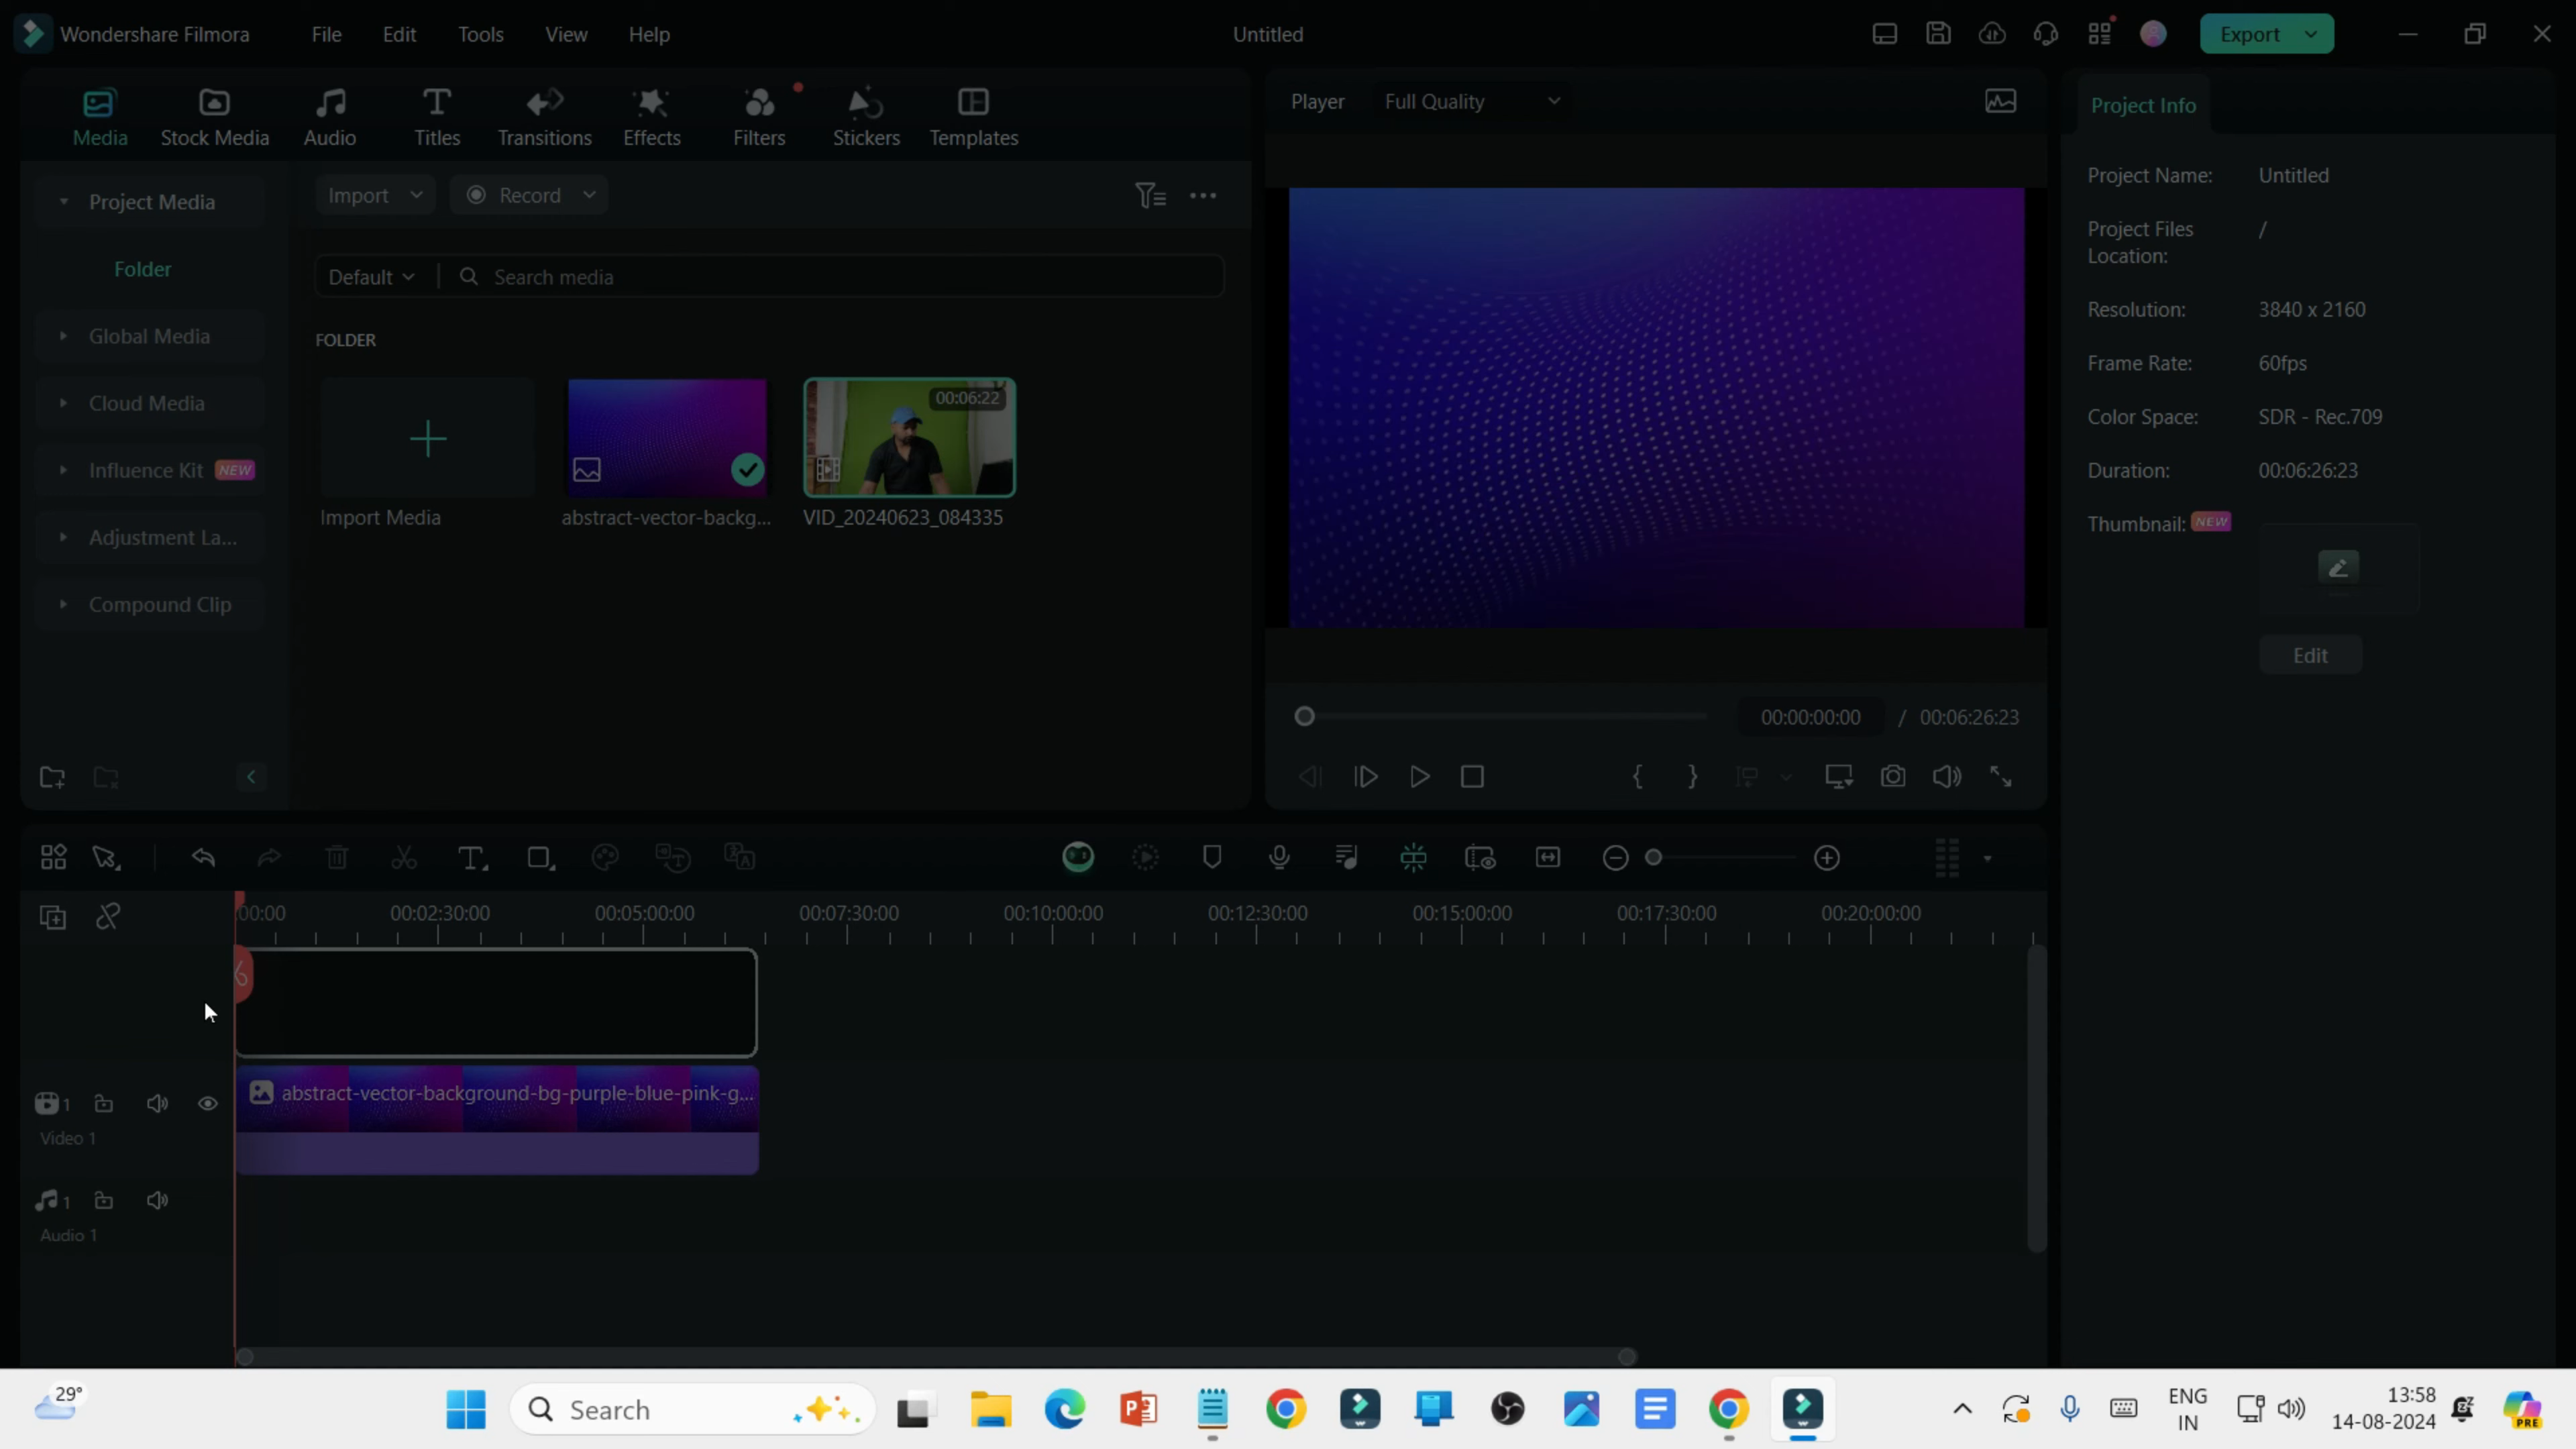 Wondershare Filmora File Edit Tools View Help Untitled Export
Media Stock Media Audio Titles Transitions Effects Filters Stickers Templates
Player Full Quality
Project Info
Project Media
Folder
Global Media
Cloud Media
Influence Kit NEW
Adjustment La...
Compound Clip
Import Record
Default Search media
FOLDER
00:06:22
Import Media abstract-vector-backg... VID_20240623_084335
00:00:00:00 / 00:06:26:23
Project Name: Untitled
Project Files Location: /
Resolution: 3840 x 2160
Frame Rate: 60fps
Color Space: SDR - Rec.709
Duration: 00:06:26:23
Thumbnail: NEW
Edit
:00:00 00:02:30:00 00:05:00:00 00:07:30:00 00:10:00:00 00:12:30:00 00:15:00:00 00:17:30:00 00:20:00:00
1
abstract-vector-background-bg-purple-blue-pink-g...
Video 1
1
Audio 1
29° Search ENG IN 13:58 14-08-2024 PRE